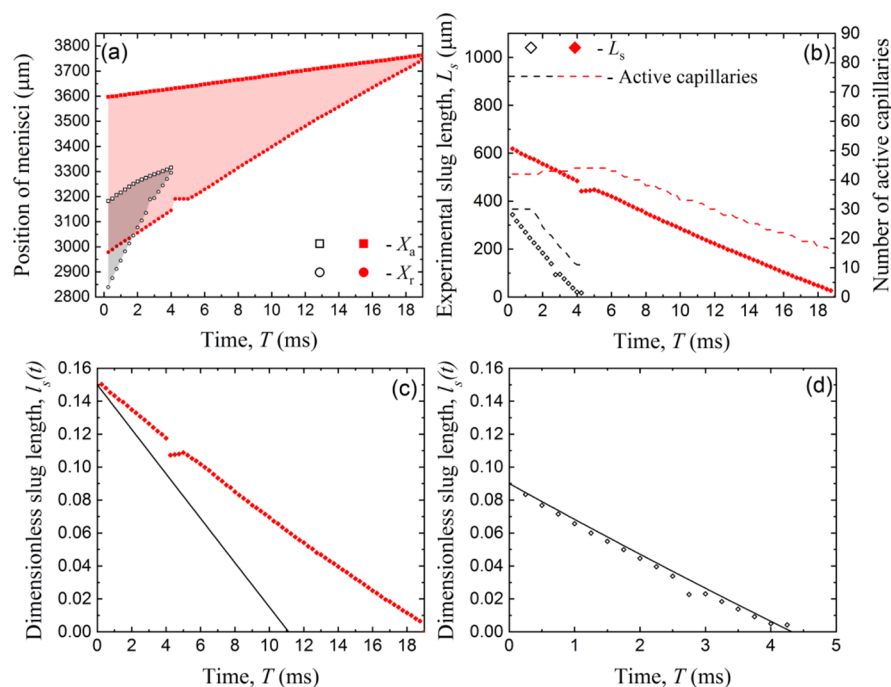 (a)
3800
3700
3600
3500
3400
3300
3200
3100
3000
2900
2800
Position of menisci (μm)
- Xa
- Xr
0 2 4 6 8 10 12 14 16 18
Time, T (ms)
(b)
1000
800
600
400
200
0
Experimental slug length, Ls (μm)
- Ls
- Active capillaries
90
80
70
60
50
40
30
20
10
0
Number of active capillaries
0 2 4 6 8 10 12 14 16 18
Time, T (ms)
(c)
0.16
0.14
0.12
0.10
0.08
0.06
0.04
0.02
0.00
Dimensionless slug length, ls(t)
0 2 4 6 8 10 12 14 16 18
Time, T (ms)
(d)
0.16
0.14
0.12
0.10
0.08
0.06
0.04
0.02
0.00
Dimensionless slug length, ls(t)
0 1 2 3 4 5
Time, T (ms)